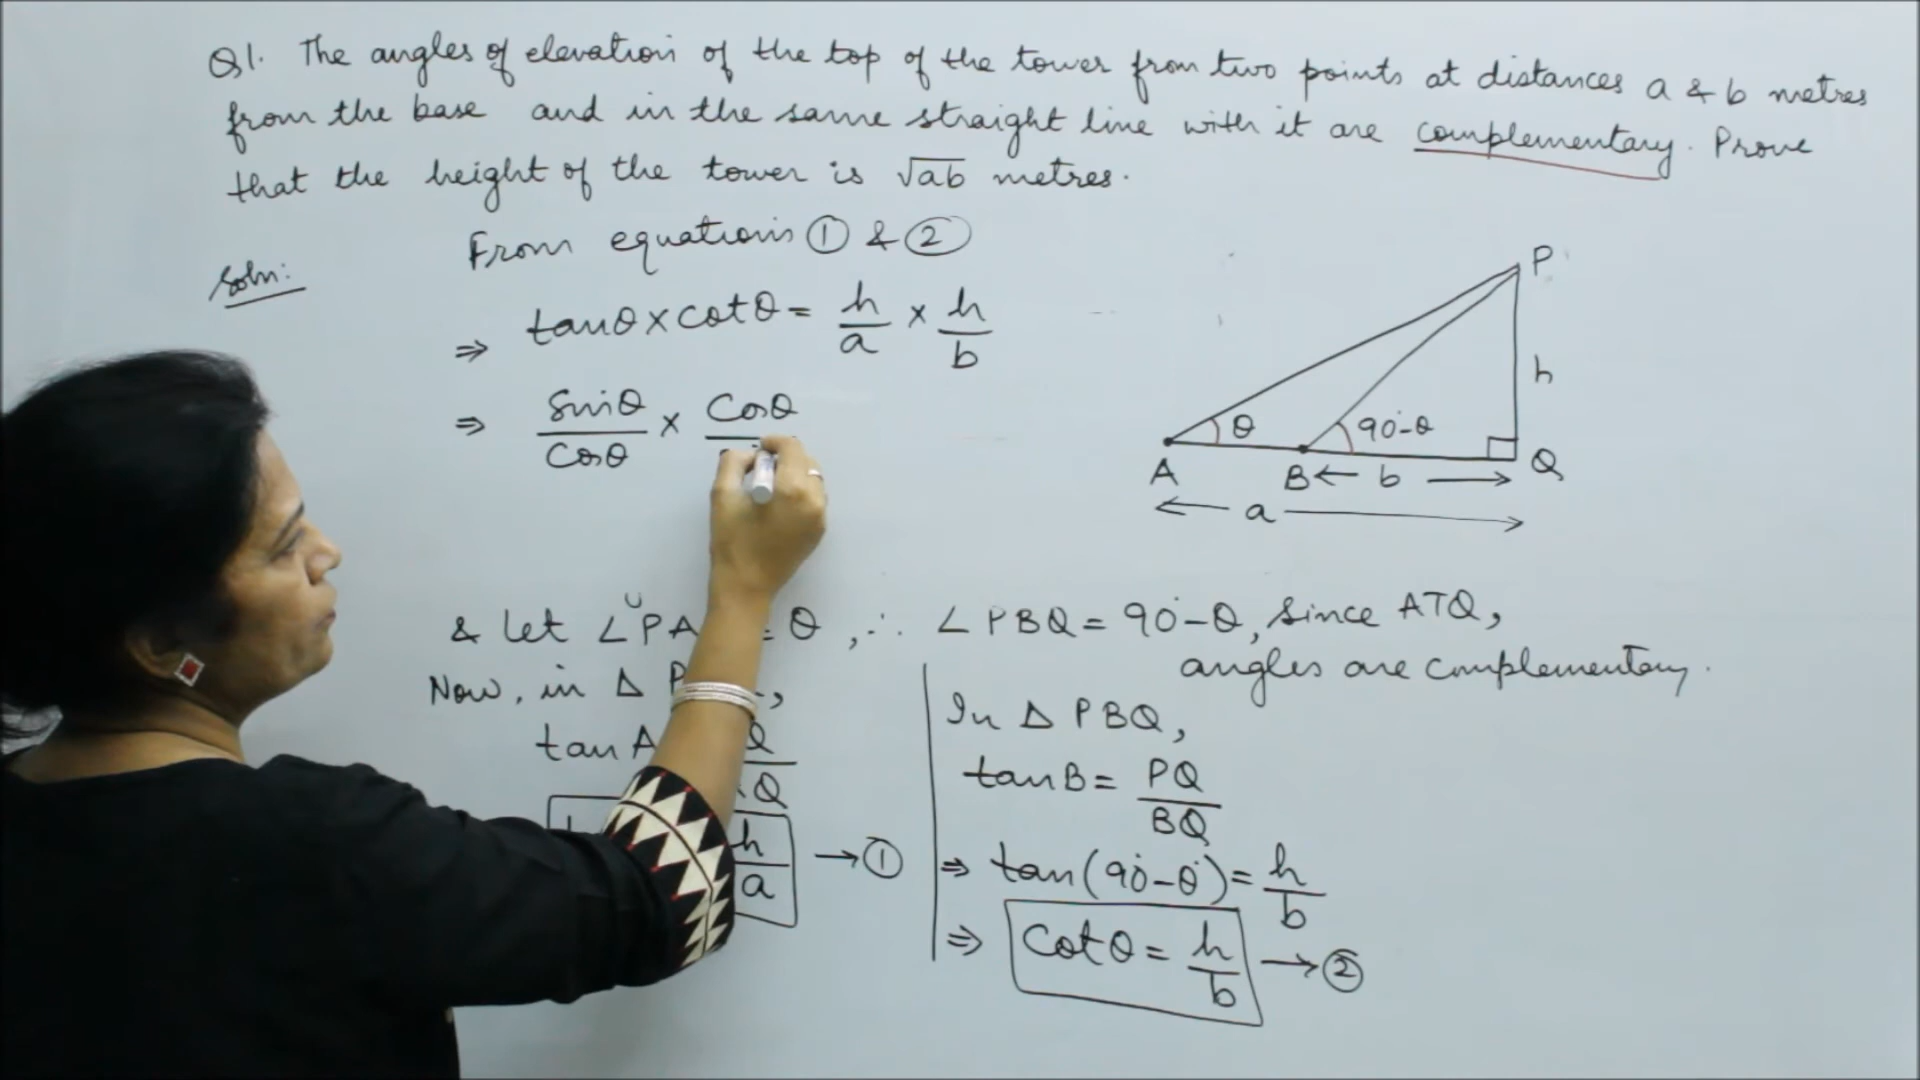 Q1. The angles of elevation of the top of the tower from two points at distances a & b metres
from the base and in the same straight line with it are complementary. Prove
that the height of the tower is √ab metres.
Soln:
From equations ① & ②
⇒ tanθ × cotθ = h/a × h/b
⇒ Sinθ/Cosθ × Cosθ
P
h
θ
90°-θ
A
B ← b →
Q
← a →
& let ∠PA = θ, ∴ ∠PBQ = 90°-θ, since ATQ,
angles are complementary.
Now, in Δ P ,
tan A Q
Q
h/a → ①
In Δ PBQ,
tanB = PQ/BQ
⇒ tan(90°-θ) = h/b
⇒ Cotθ = h/b → ②